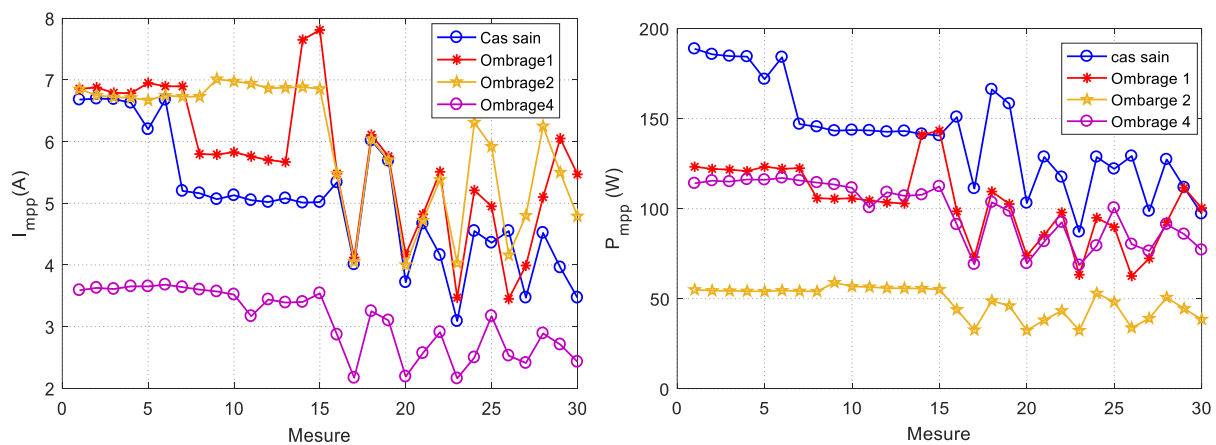 8
7
6
5
4
3
2
0
5
10
15
20
25
30
I mpp (A)
Mesure
Cas sain
Ombrage1
Ombrage2
Ombrage4
200
150
100
50
0
0
5
10
15
20
25
30
P mpp (W)
Mesure
cas sain
Ombrage 1
Ombarge 2
Ombrage 4